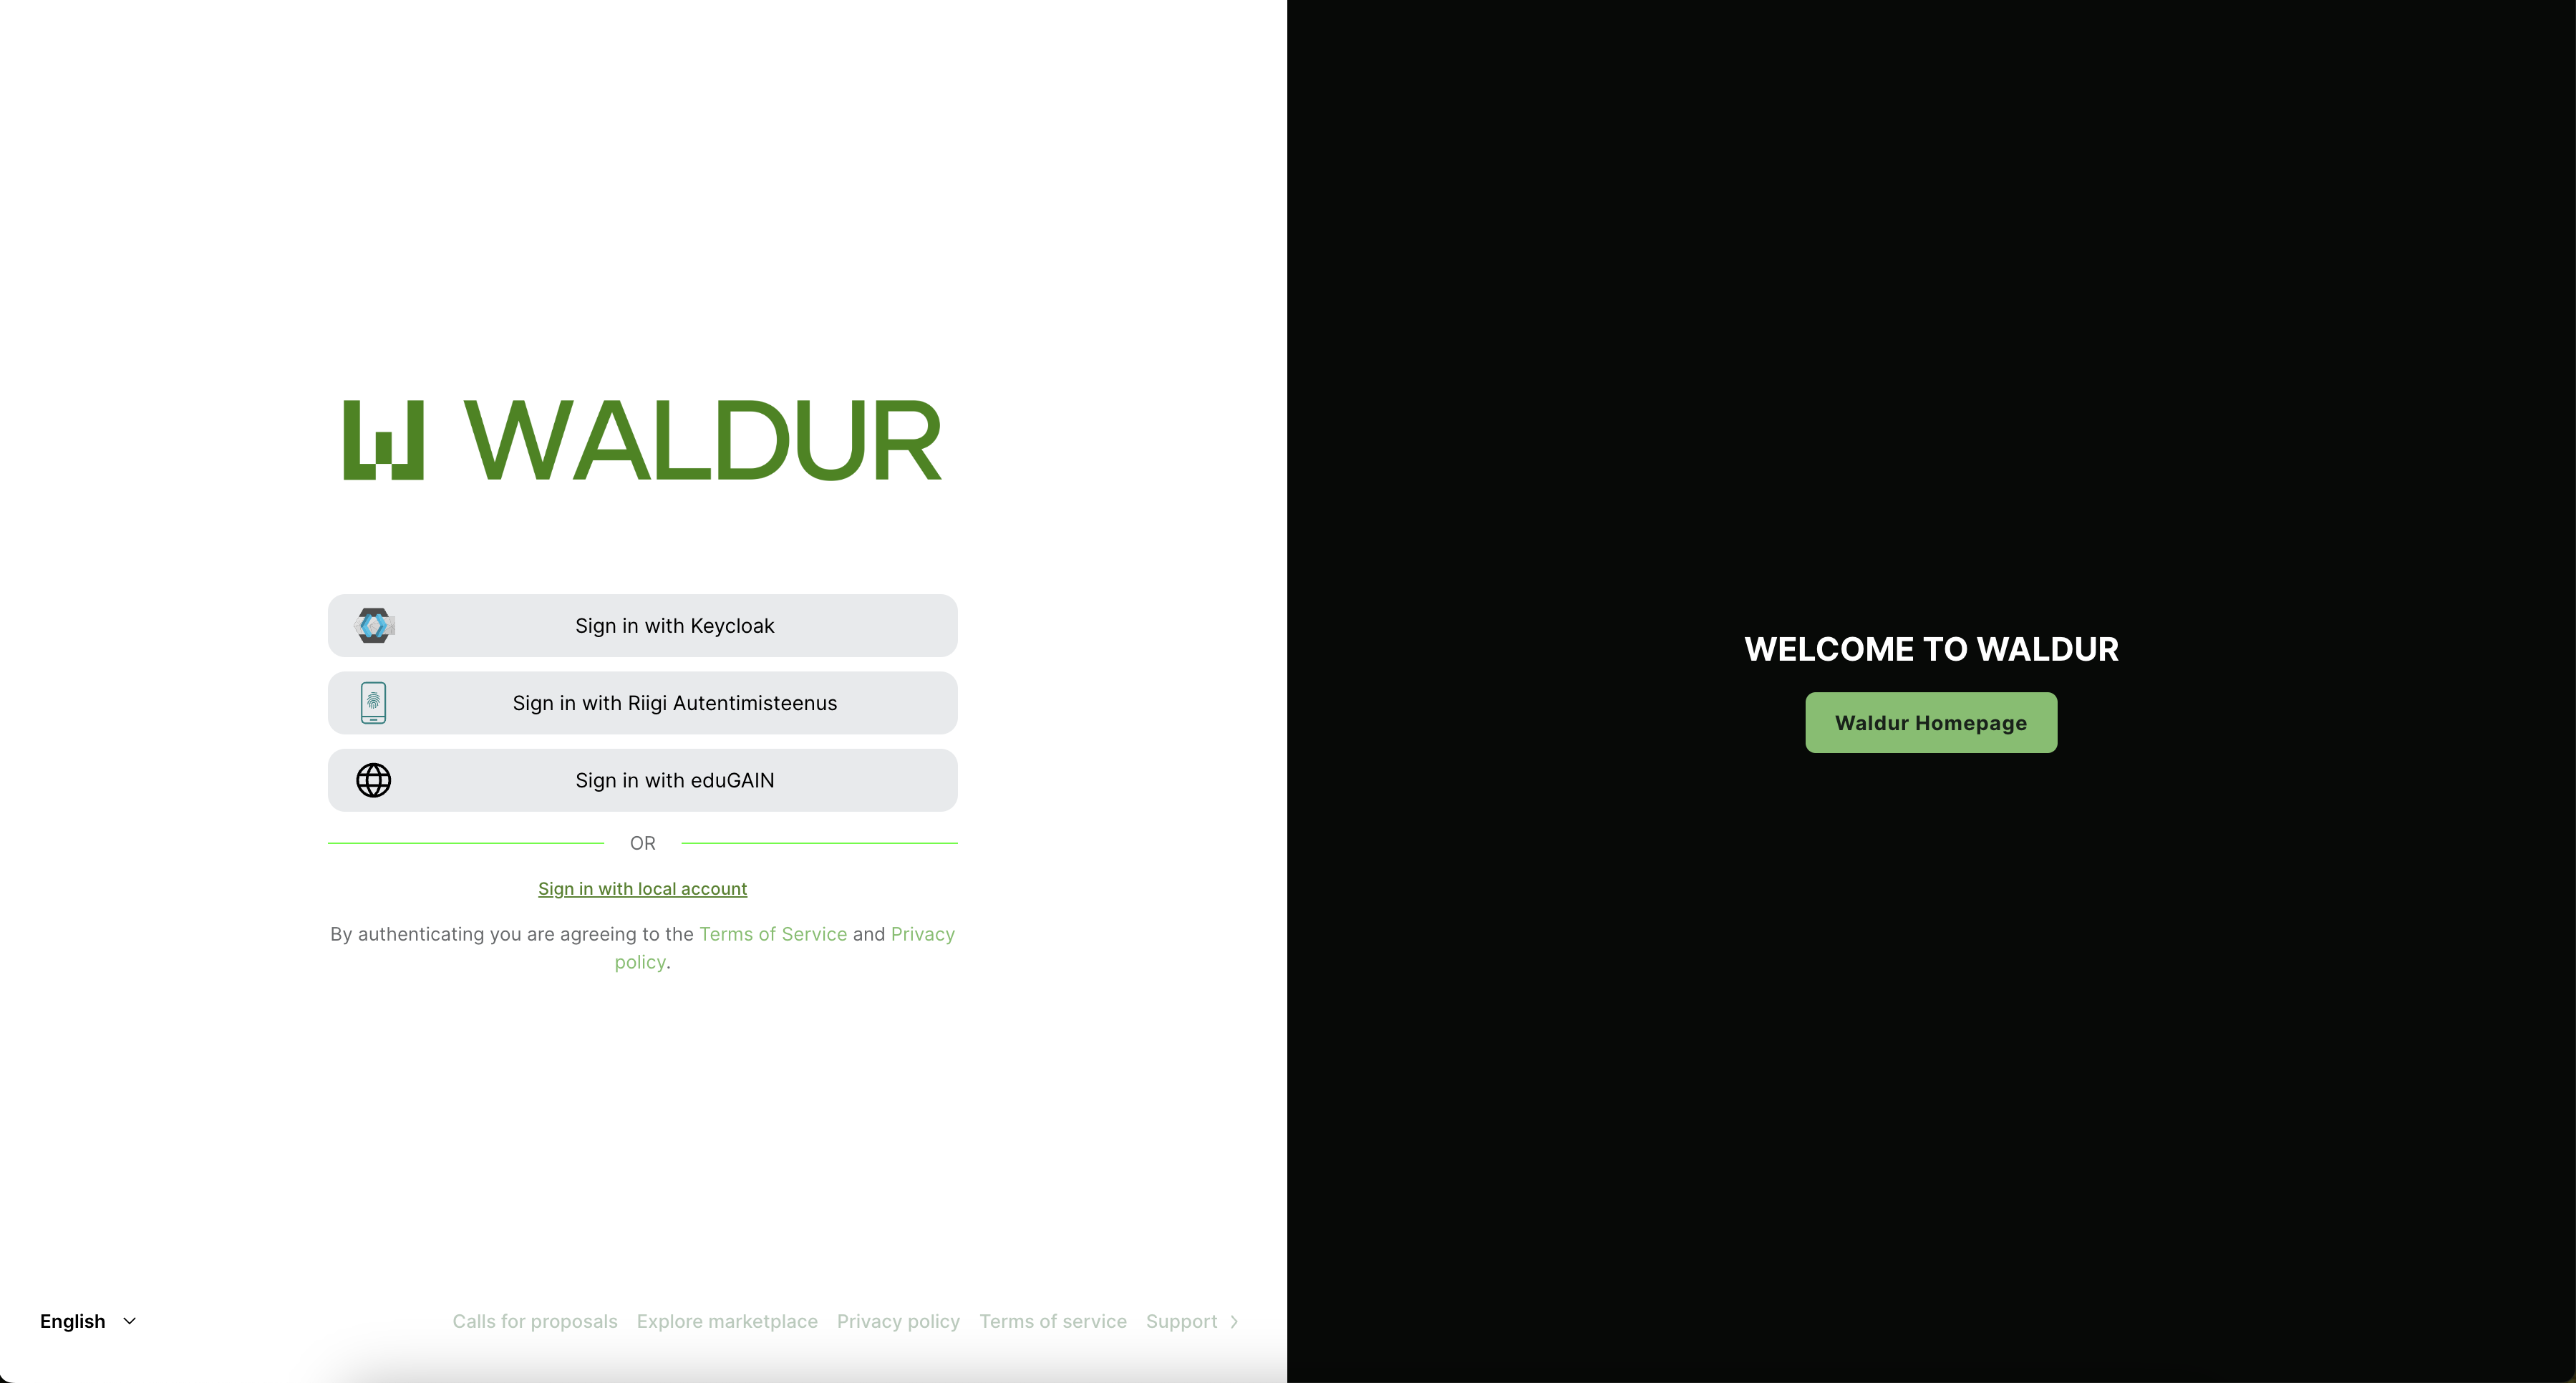 WALDUR
Sign in with Keycloak
Sign in with Riigi Autentimisteenus
Sign in with eduGAIN
OR
Sign in with local account
By authenticating you are agreeing to the Terms of Service and Privacy
policy.
English
Calls for proposals Explore marketplace Privacy policy Terms of service Support
WELCOME TO WALDUR
Waldur Homepage